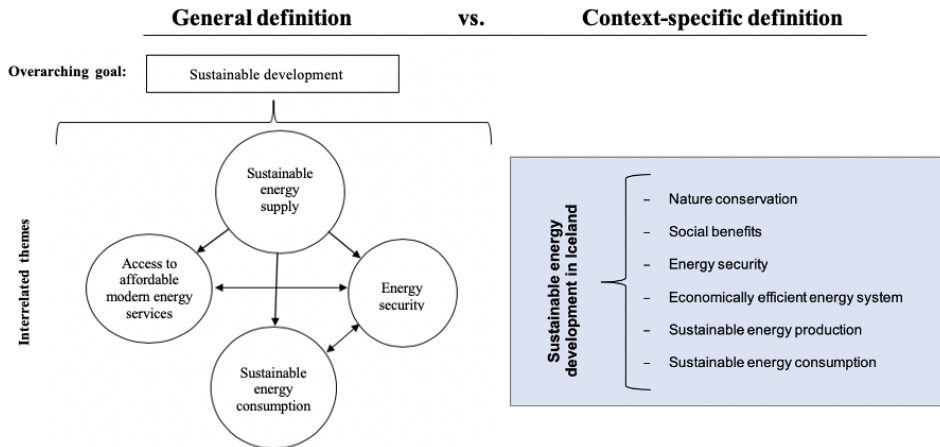 General definition vs. Context-specific definition
Overarching goal:
Sustainable development
Interrelated themes
Sustainable
energy
supply
Access to
affordable
modern energy
services
Energy
security
Sustainable
energy
consumption
Sustainable energy
development in Iceland
– Nature conservation
– Social benefits
– Energy security
– Economically efficient energy system
– Sustainable energy production
– Sustainable energy consumption